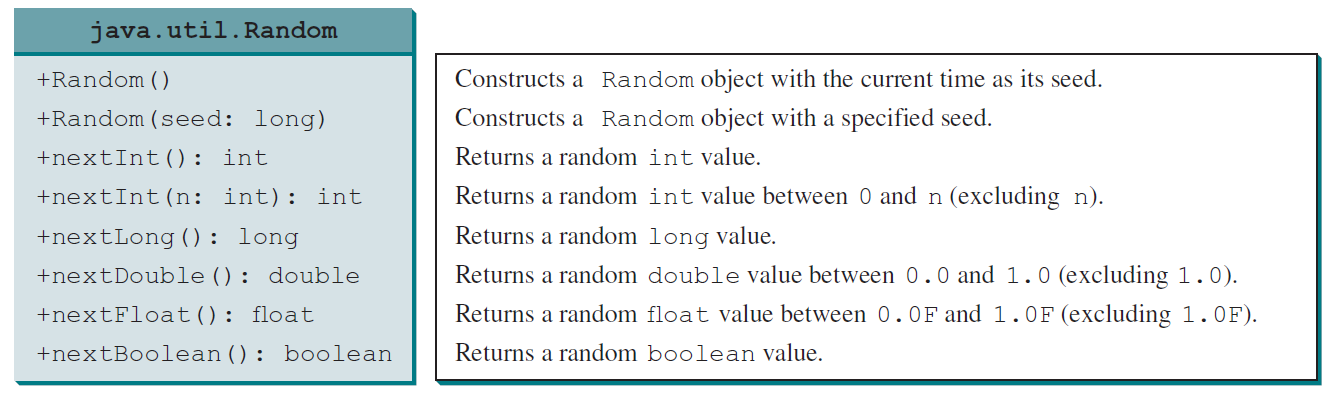 java.util.Random
+Random()
+Random(seed: long)
+nextInt(): int
+nextInt(n: int): int
+nextLong(): long
+nextDouble(): double
+nextFloat(): float
+nextBoolean(): boolean
Constructs a Random object with the current time as its seed.
Constructs a Random object with a specified seed.
Returns a random int value.
Returns a random int value between 0 and n (excluding n).
Returns a random long value.
Returns a random double value between 0.0 and 1.0 (excluding 1.0).
Returns a random float value between 0.0F and 1.0F (excluding 1.0F).
Returns a random boolean value.